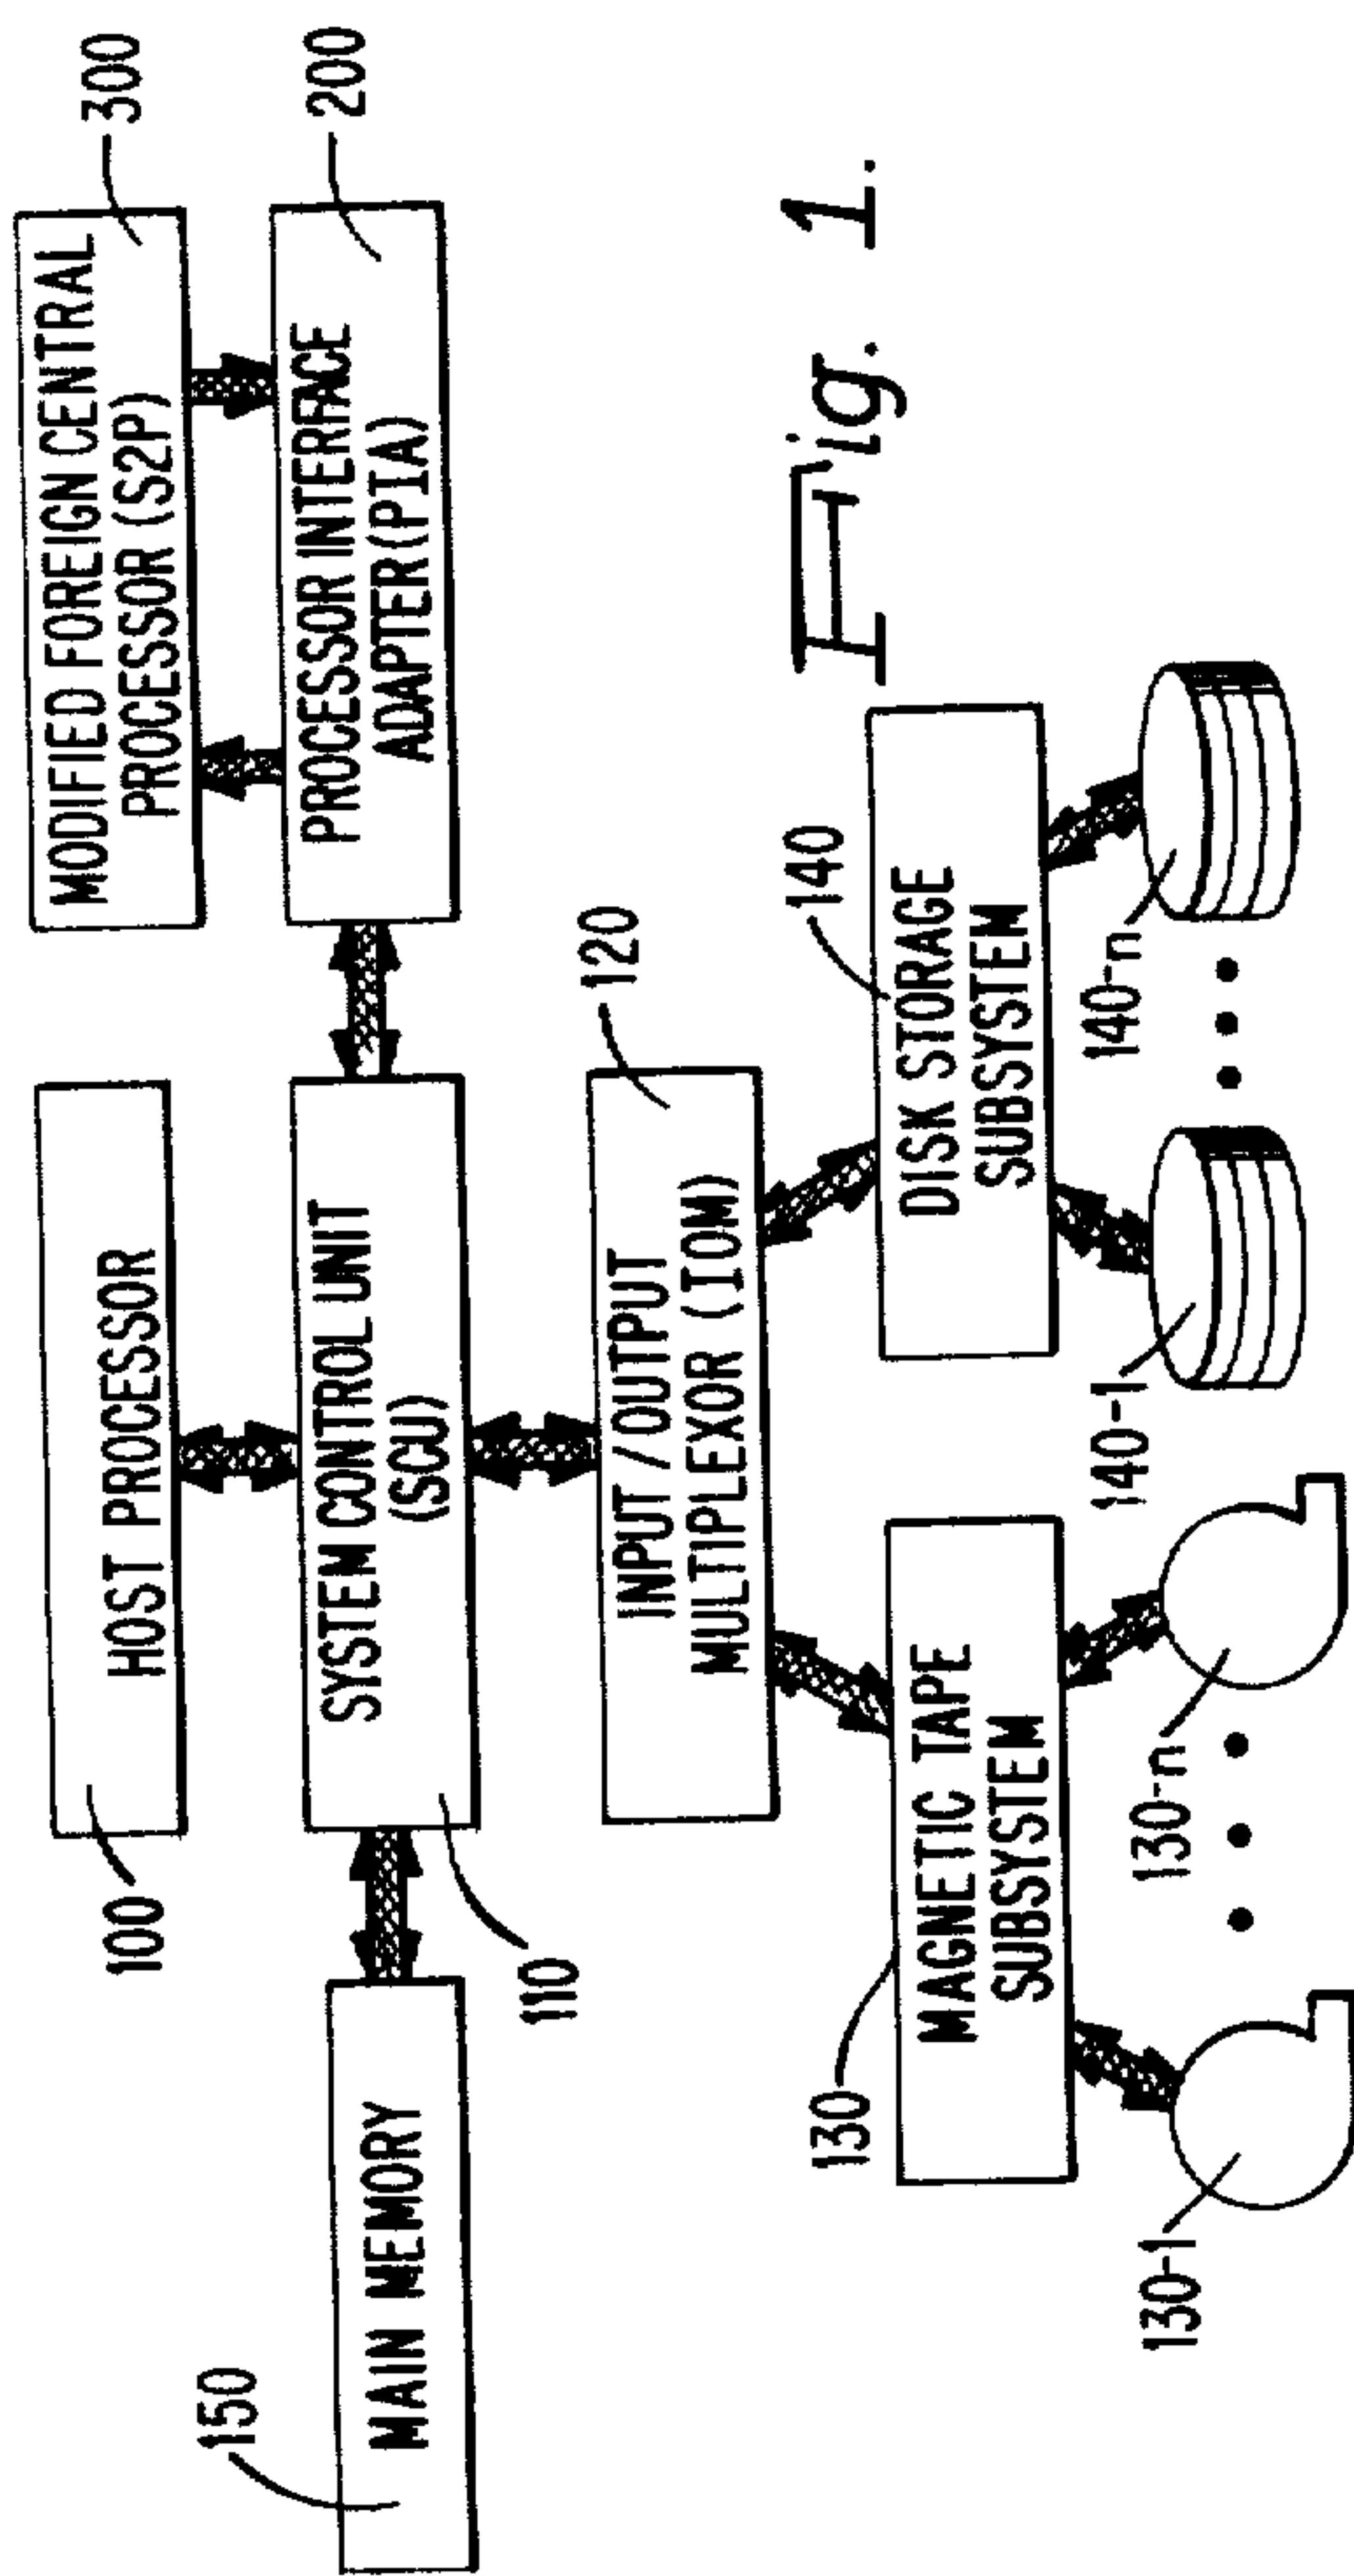 100
HOST PROCESSOR
MODIFIED FOREIGN CENTRAL
PROCESSOR (S2P)
300
150
MAIN MEMORY
110
SYSTEM CONTROL UNIT
(SCU)
PROCESSOR INTERFACE
ADAPTER (PIA)
200
INPUT / OUTPUT
MULTIPLEXOR (IOM)
120
130
MAGNETIC TAPE
SUBSYSTEM
DISK STORAGE
SUBSYSTEM
140
130-1
130-n
140-1
140-n
Fig. 1.